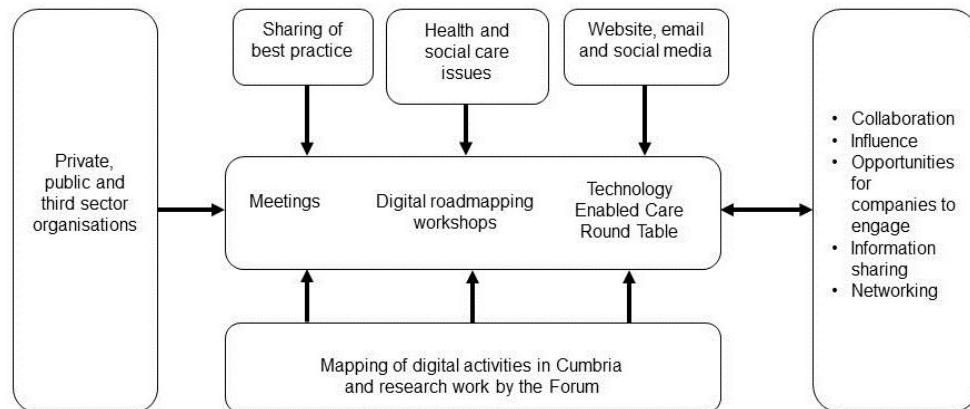 Sharing of
best practice
Health and
social care
issues
Website, email
and social media
Private,
public and
third sector
organisations
Meetings
Digital roadmapping
workshops
Technology
Enabled Care
Round Table
• Collaboration
• Influence
• Opportunities
for
companies to
engage
• Information
sharing
• Networking
Mapping of digital activities in Cumbria
and research work by the Forum